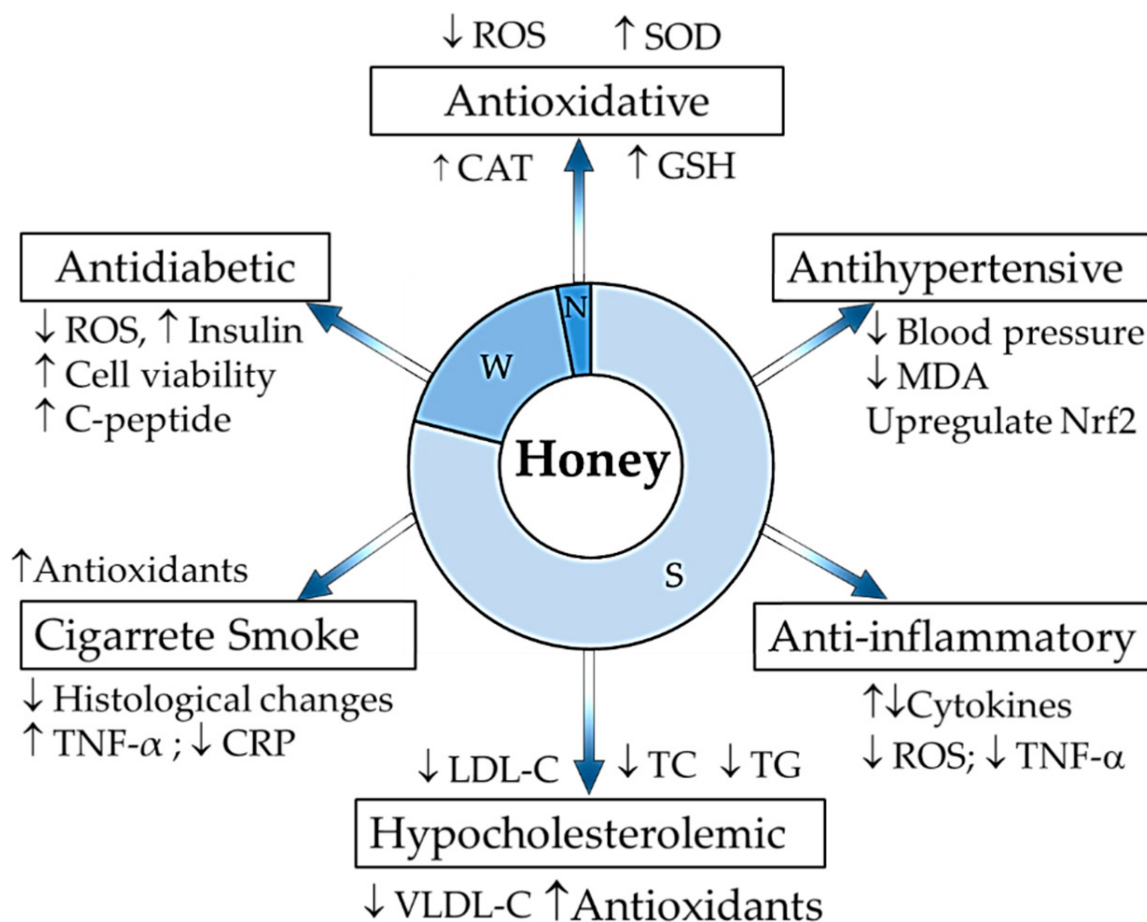 ↓ ROS ↑ SOD
Antioxidative
↑ CAT ↑ GSH
Antidiabetic
↓ ROS, ↑ Insulin
↑ Cell viability
↑ C-peptide
Antihypertensive
↓ Blood pressure
↓ MDA
Upregulate Nrf2
N
W
Honey
S
↑Antioxidants
Cigarrete Smoke
↓ Histological changes
↑ TNF-α ; ↓ CRP
Anti-inflammatory
↑↓Cytokines
↓ ROS; ↓ TNF-α
↓ LDL-C ↓ TC ↓ TG
Hypocholesterolemic
↓ VLDL-C ↑Antioxidants